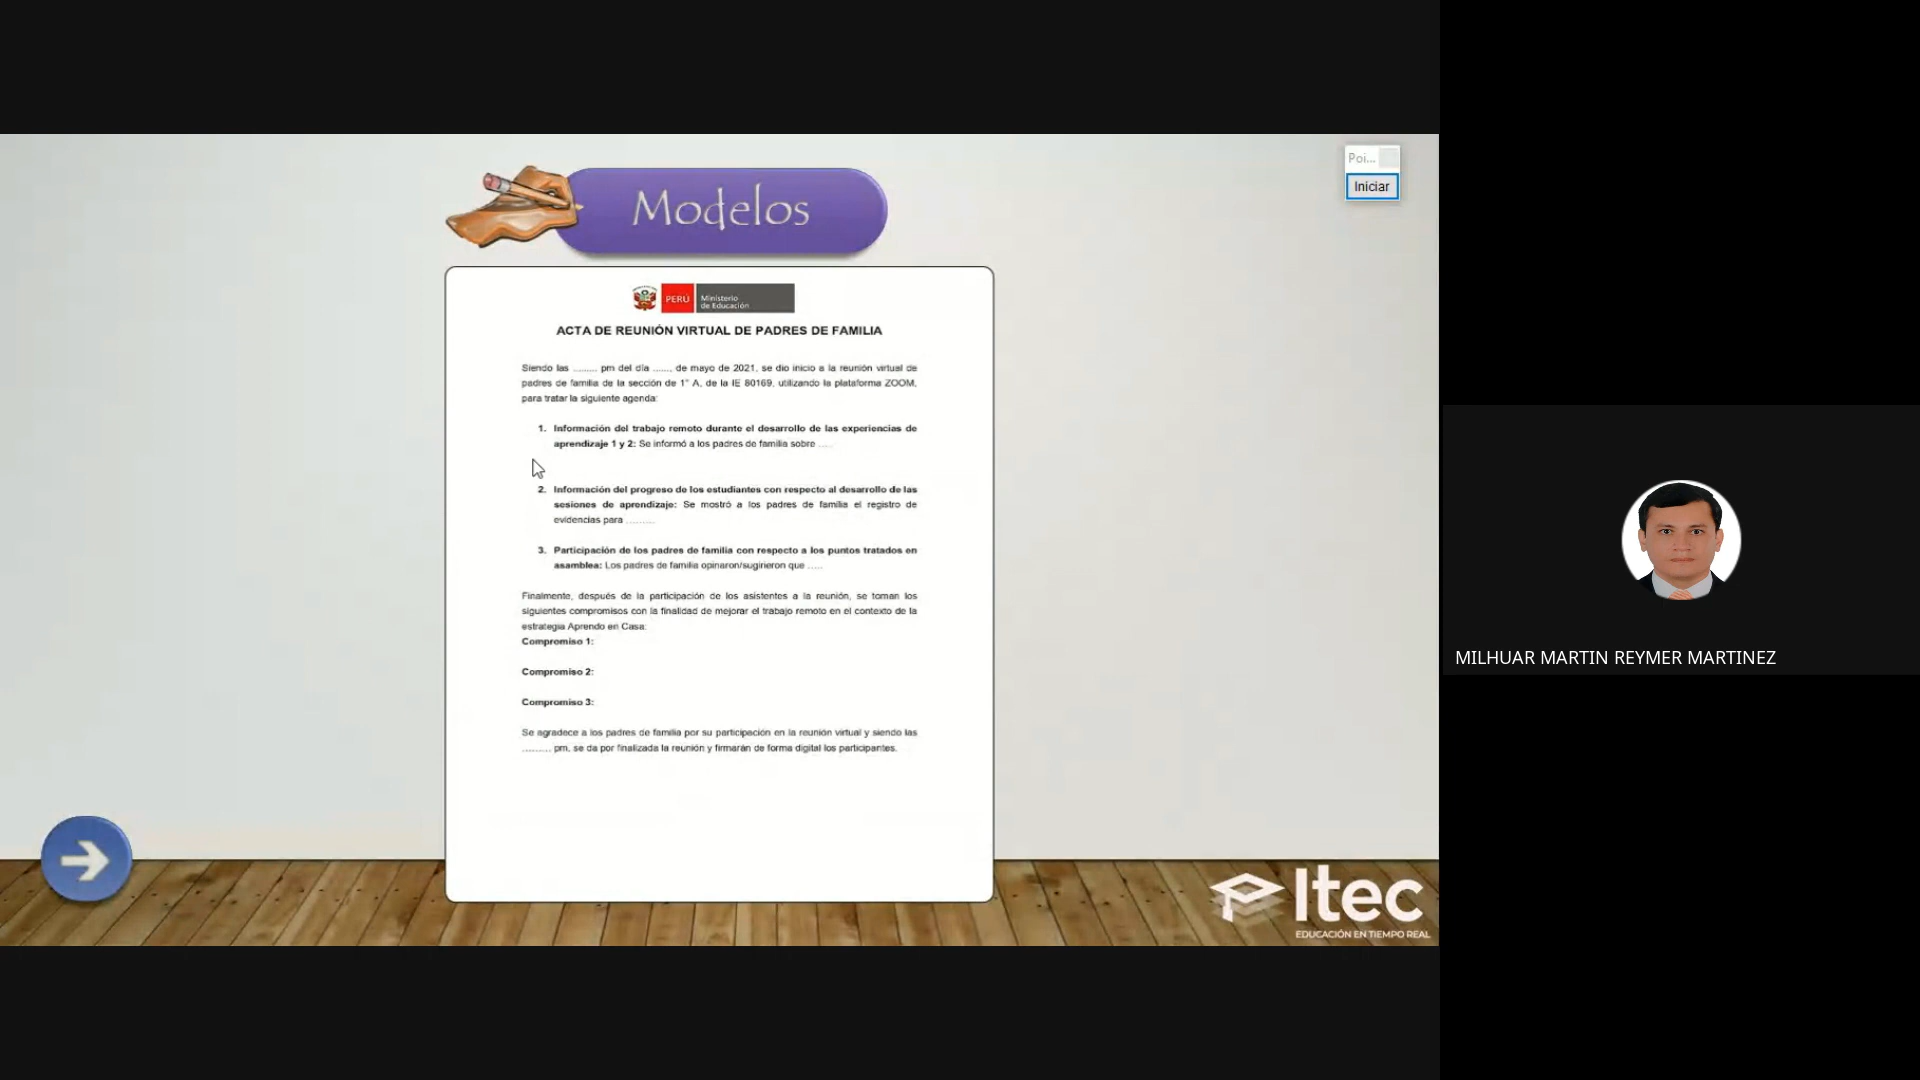 Modelos
Poi...
Iniciar
PERÚ
Ministerio
de Educación
ACTA DE REUNIÓN VIRTUAL DE PADRES DE FAMILIA
Siendo las ........ pm del día ......, de mayo de 2021, se dio inicio a la reunión virtual de
padres de familia de la sección de 1° A, de la IE 80169, utilizando la plataforma ZOOM,
para tratar la siguiente agenda:
1. Información del trabajo remoto durante el desarrollo de las experiencias de
aprendizaje 1 y 2: Se informó a los padres de familia sobre ....
2. Información del progreso de los estudiantes con respecto al desarrollo de las
sesiones de aprendizaje: Se mostró a los padres de familia el registro de
evidencias para .........
3. Participación de los padres de familia con respecto a los puntos tratados en
asamblea: Los padres de familia opinaron/sugirieron que .....
Finalmente, después de la participación de los asistentes a la reunión, se toman los
siguientes compromisos con la finalidad de mejorar el trabajo remoto en el contexto de la
estrategia Aprendo en Casa:
Compromiso 1:
Compromiso 2:
Compromiso 3:
Se agradece a los padres de familia por su participación en la reunión virtual y siendo las
.......... pm, se da por finalizada la reunión y firmarán de forma digital los participantes.
Itec
EDUCACIÓN EN TIEMPO REAL
MILHUAR MARTIN REYMER MARTINEZ